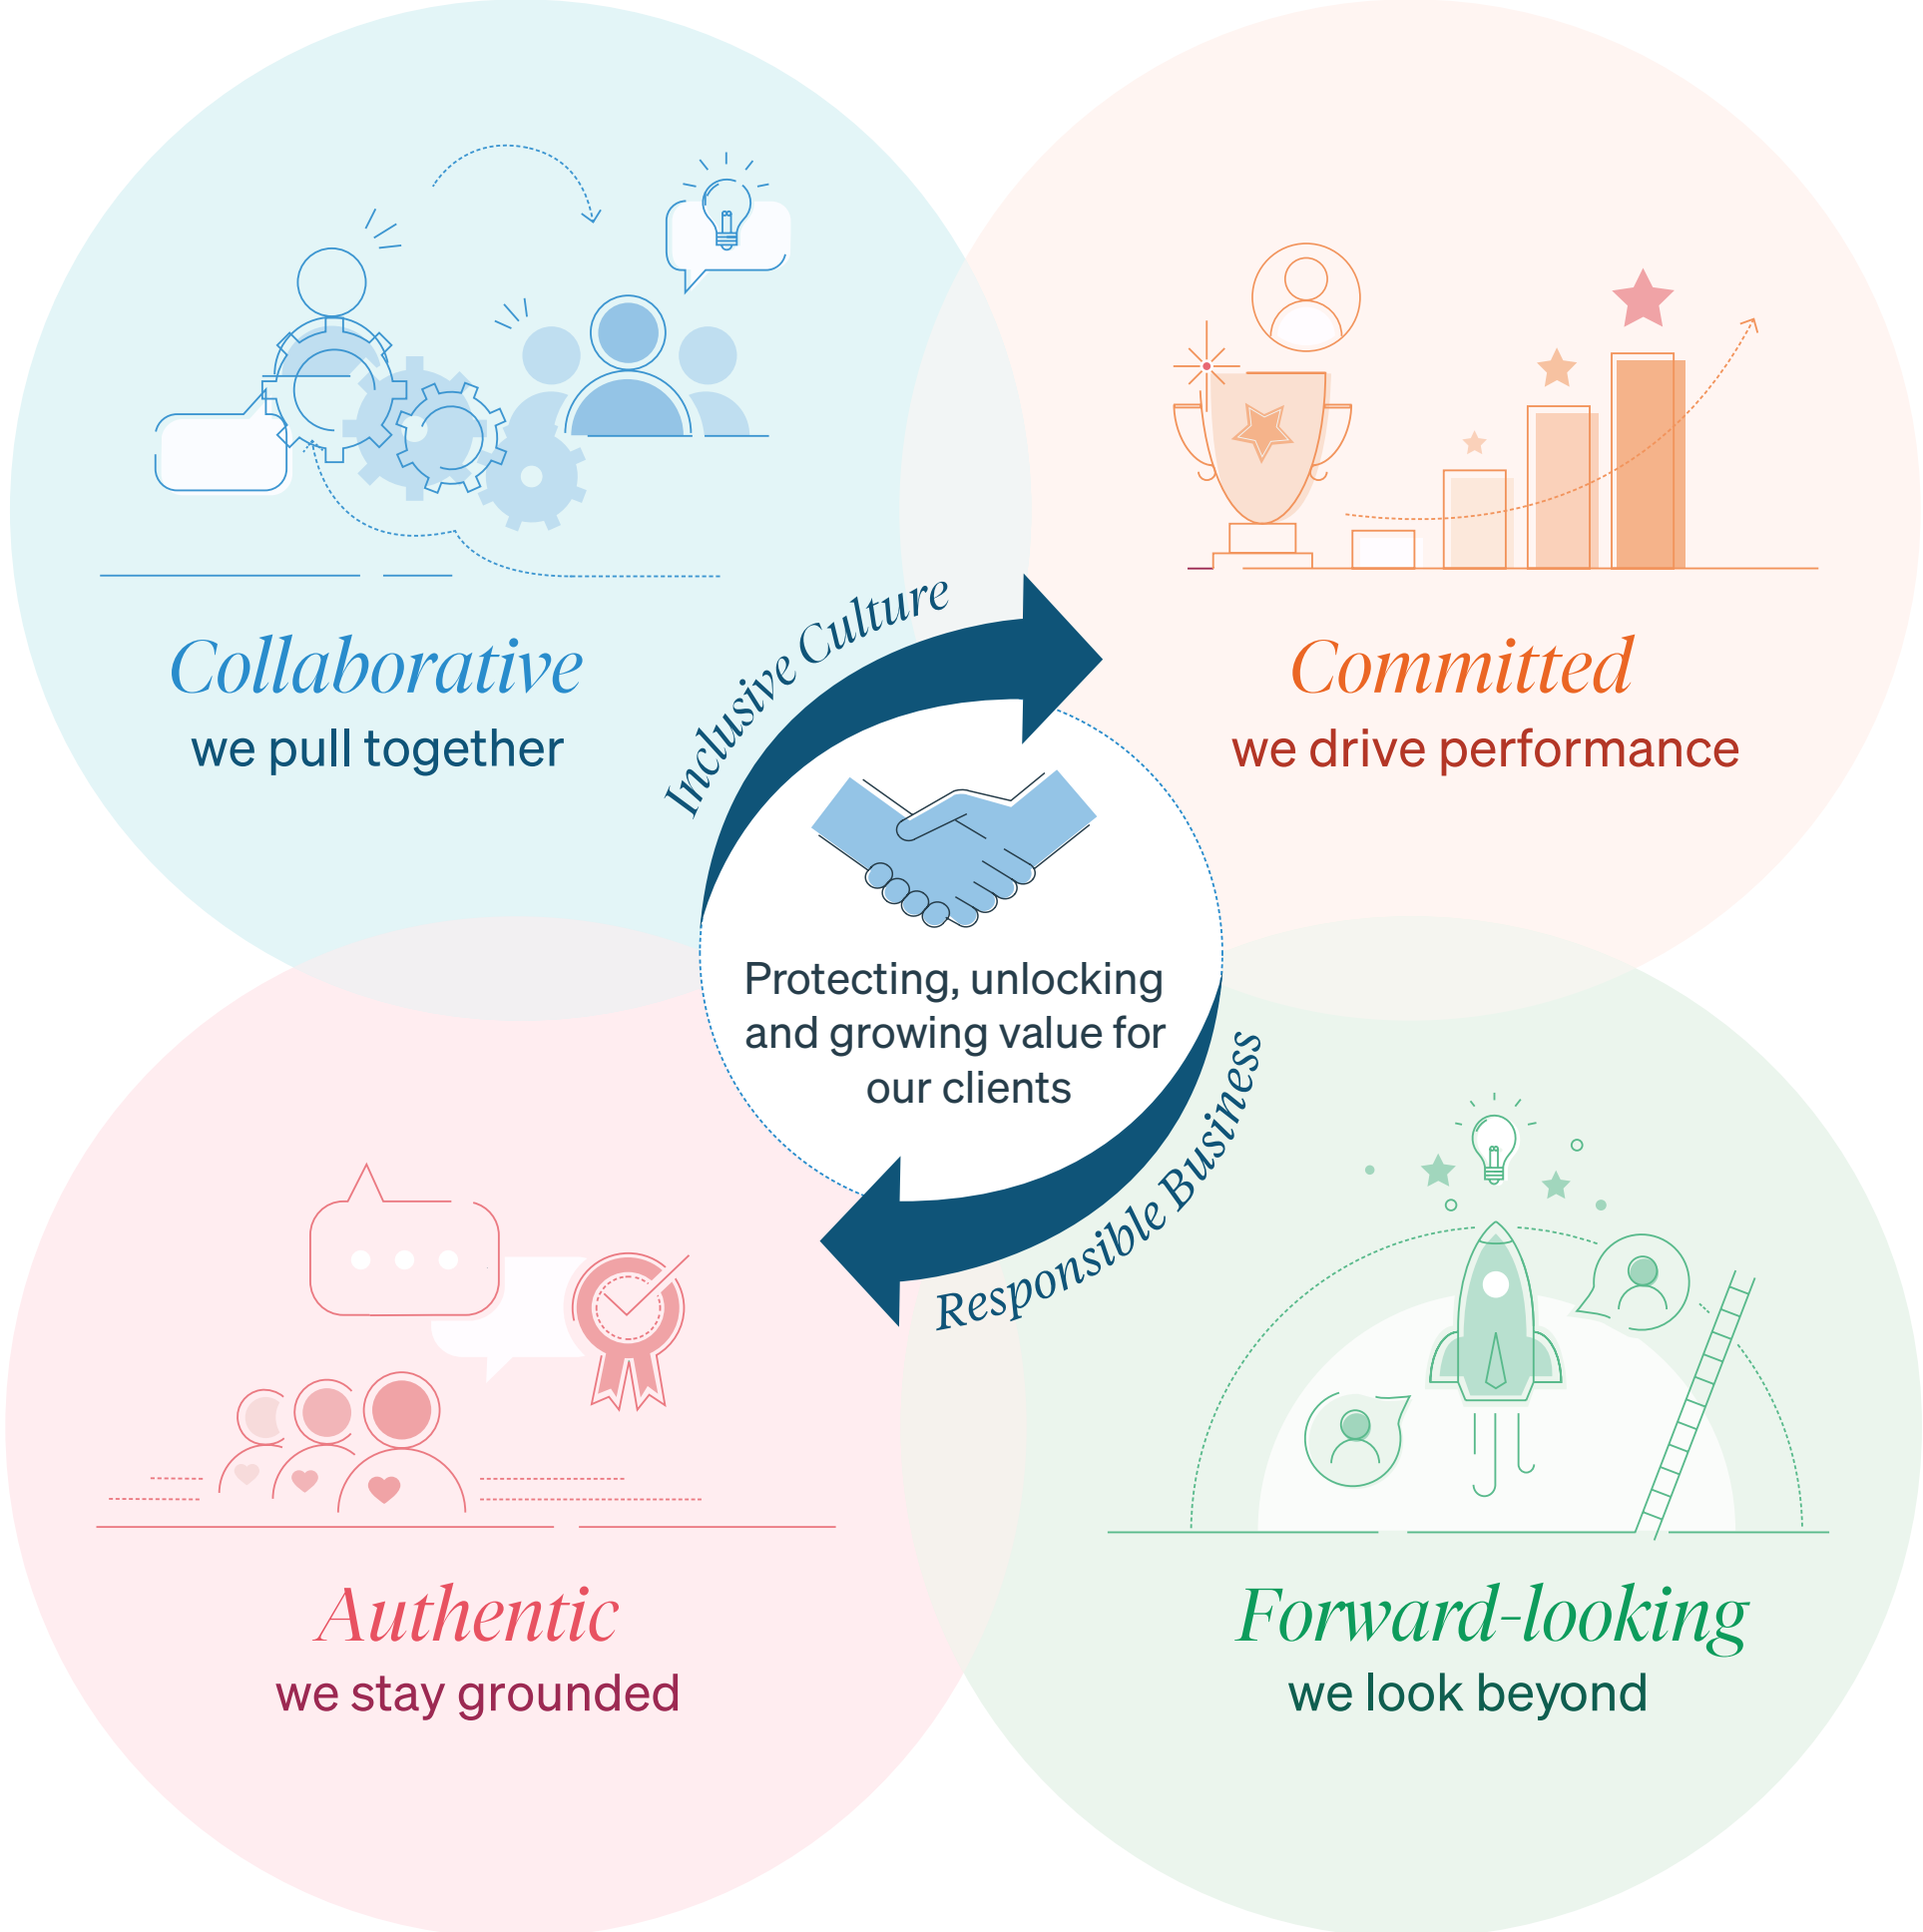 Collaborative
we pull together
Committed
we drive performance
Inclusive Culture
Protecting, unlocking
and growing value for
our clients
Responsible Business
Authentic
we stay grounded
Forward-looking
we look beyond